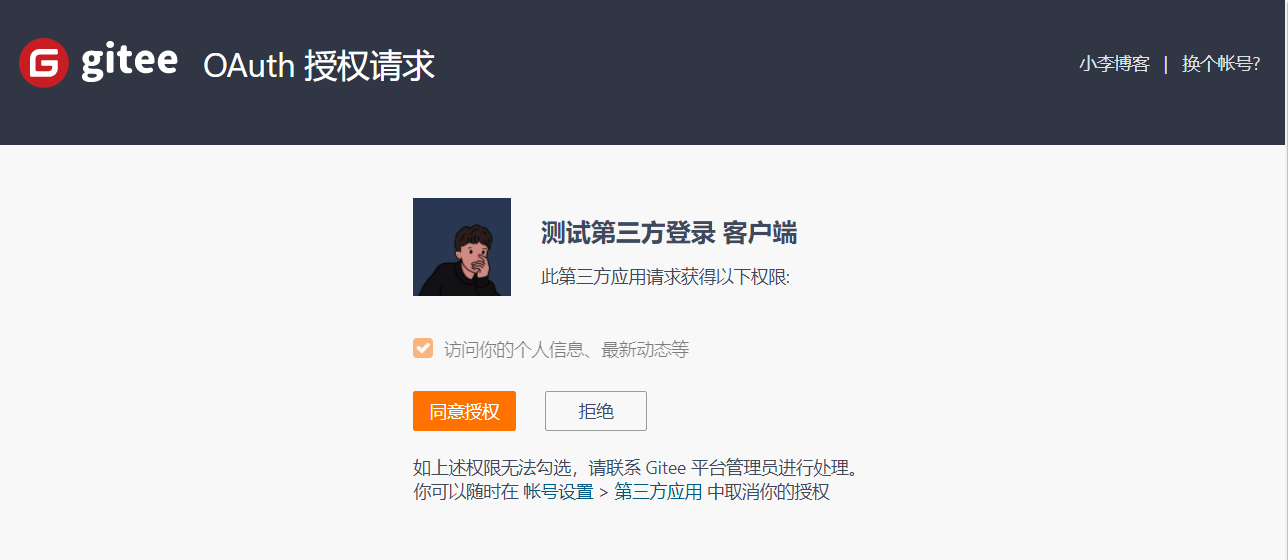 gitee OAuth 授权请求 小李博客 | 换个帐号?
测试第三方登录 客户端
此第三方应用请求获得以下权限:
访问你的个人信息、最新动态等
同意授权 拒绝
如上述权限无法勾选，请联系 Gitee 平台管理员进行处理。
你可以随时在 帐号设置 > 第三方应用 中取消你的授权